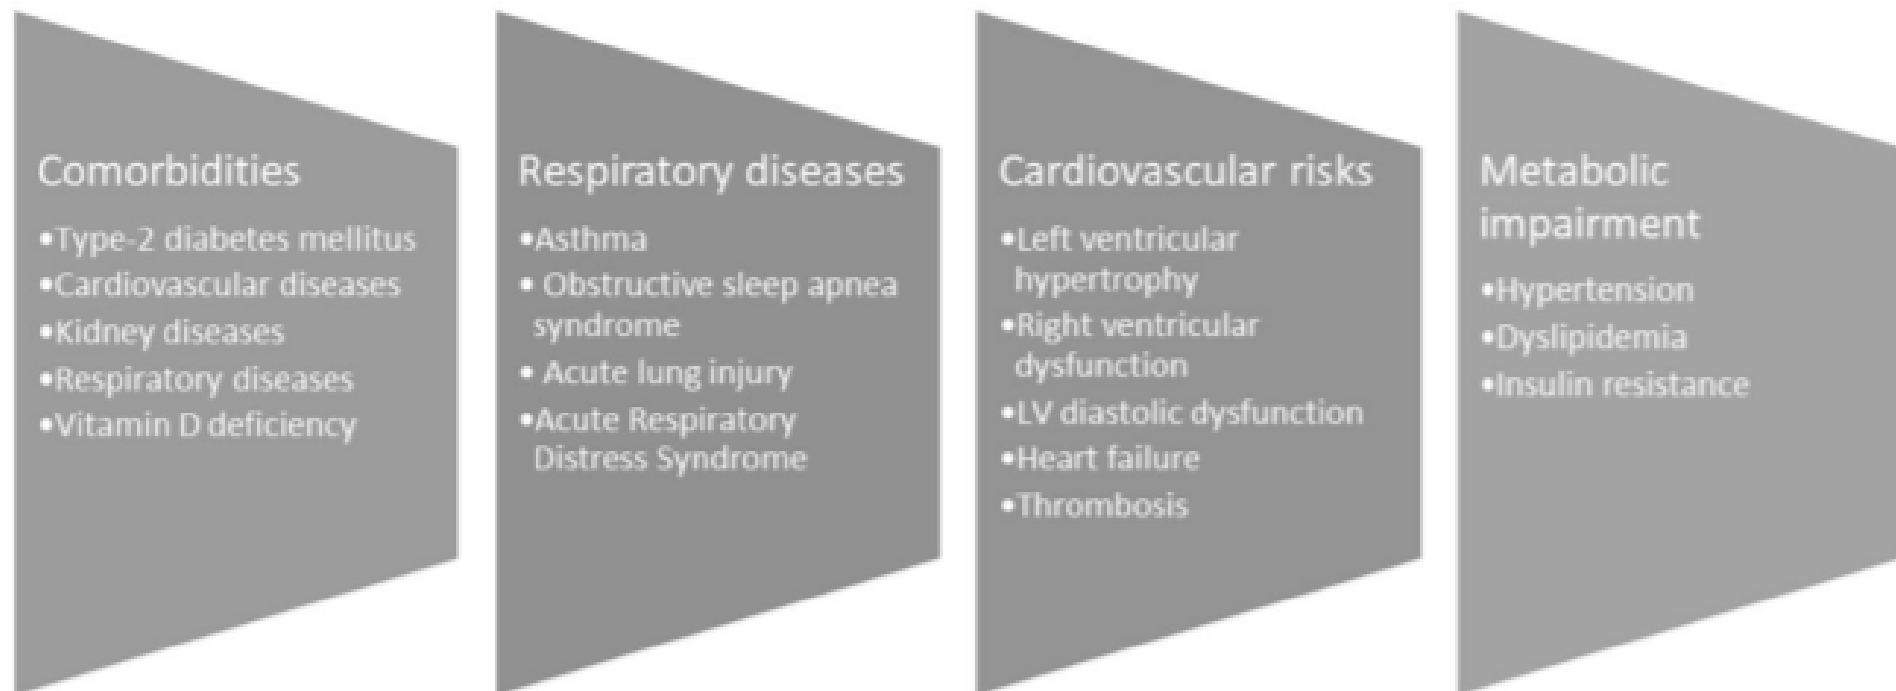 Comorbidities
•Type-2 diabetes mellitus
•Cardiovascular diseases
•Kidney diseases
•Respiratory diseases
•Vitamin D deficiency
Respiratory diseases
•Asthma
• Obstructive sleep apnea
syndrome
• Acute lung injury
•Acute Respiratory
Distress Syndrome
Cardiovascular risks
•Left ventricular
hypertrophy
•Right ventricular
dysfunction
•LV diastolic dysfunction
•Heart failure
•Thrombosis
Metabolic
impairment
•Hypertension
•Dyslipidemia
•Insulin resistance